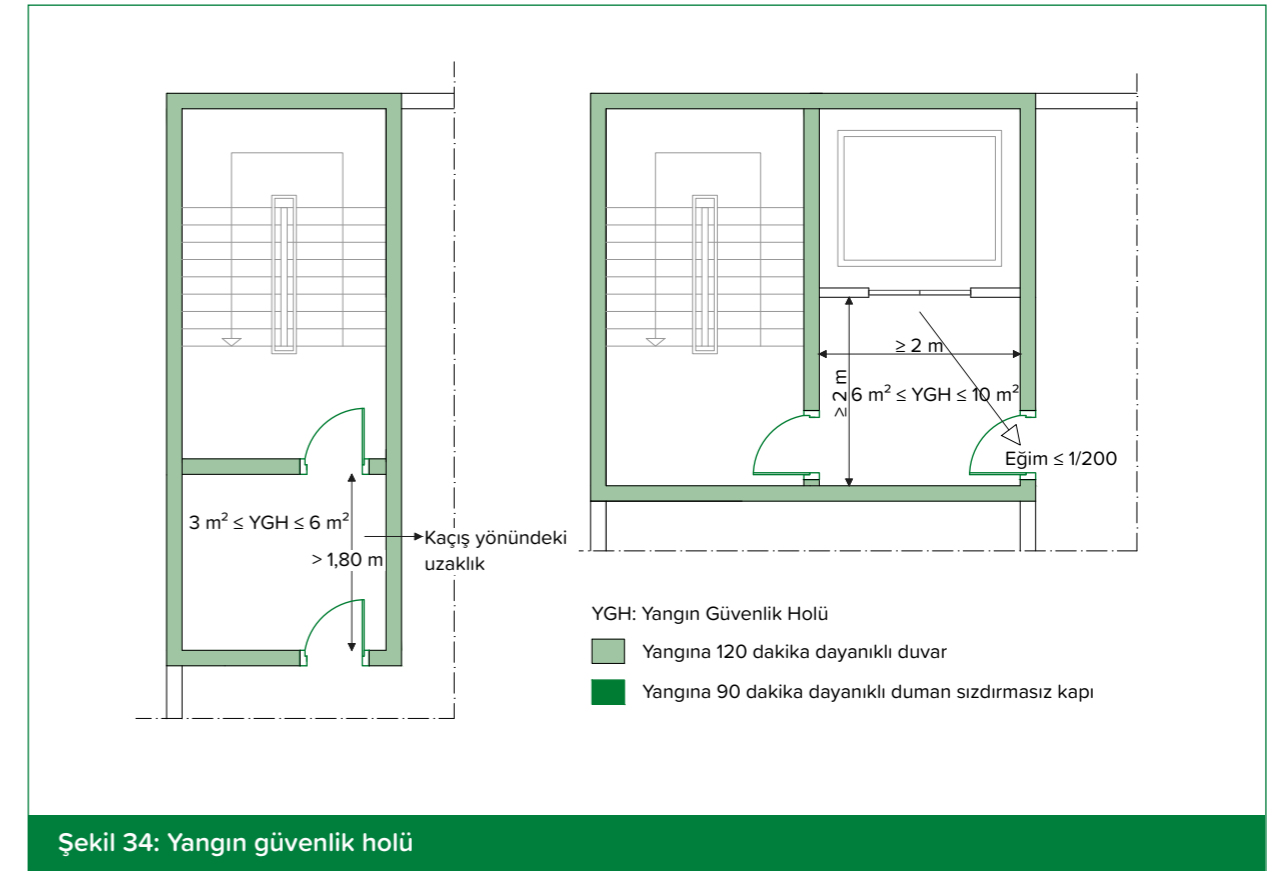 3 m² ≤ YGH ≤ 6 m²
> 1,80 m
Kaçış yönündeki
uzaklık
≥ 2 m
≥ 2 m
6 m² ≤ YGH ≤ 10 m²
Eğim ≤ 1/200
YGH: Yangın Güvenlik Holü
Yangına 120 dakika dayanıklı duvar
Yangına 90 dakika dayanıklı duman sızdırmasız kapı
Şekil 34: Yangın güvenlik holü